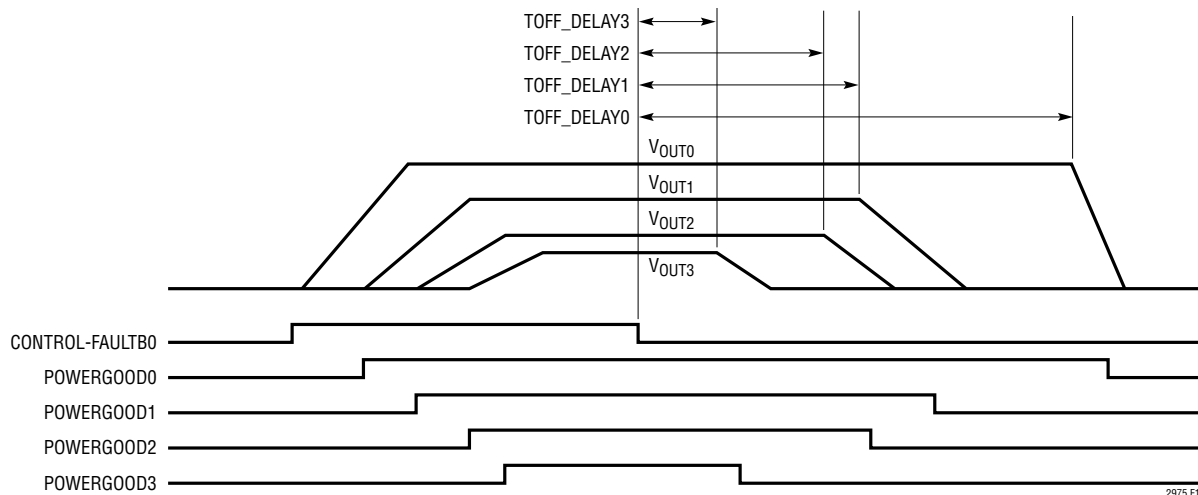 TOFF_DELAY3
TOFF_DELAY2
TOFF_DELAY1
TOFF_DELAY0
VOUT0
VOUT1
VOUT2
VOUT3
CONTROL-FAULTB0
POWERGOOD0
POWERGOOD1
POWERGOOD2
POWERGOOD3